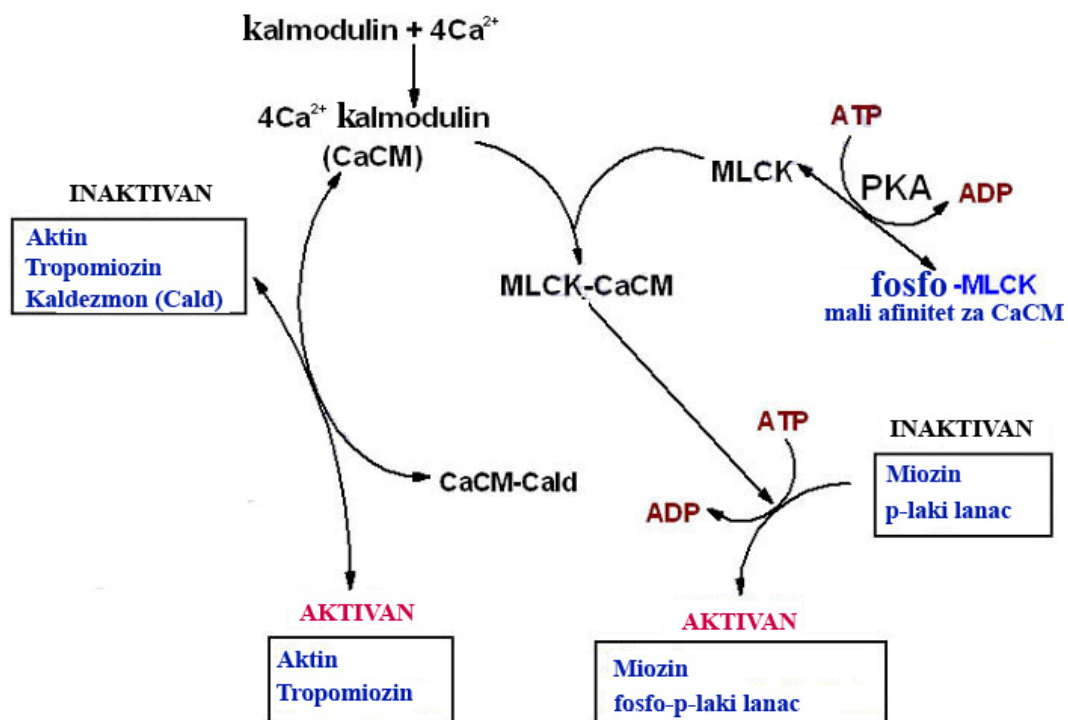 kalmodulin + 4Ca²⁺
4Ca²⁺ kalmodulin
(CaCM)
INAKTIVAN
Aktin
Tropomiozin
Kaldezmon (Cald)
MLCK
ATP
PKA
ADP
MLCK-CaCM
fosfo-MLCK
mali afinitet za CaCM
CaCM-Cald
ATP
ADP
INAKTIVAN
Miozin
p-laki lanac
AKTIVAN
Aktin
Tropomiozin
AKTIVAN
Miozin
fosfo-p-laki lanac